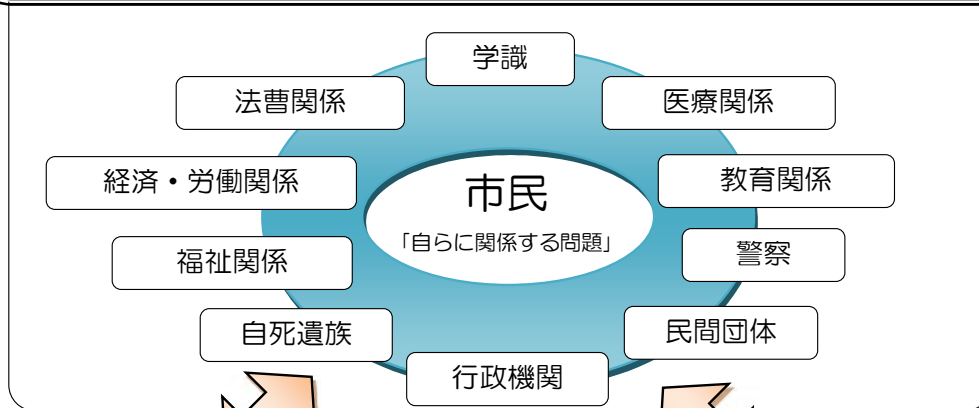 学識
法曹関係
医療関係
経済・労働関係
教育関係
市民
「自らに関係する問題」
福祉関係
警察
自死遺族
民間団体
行政機関